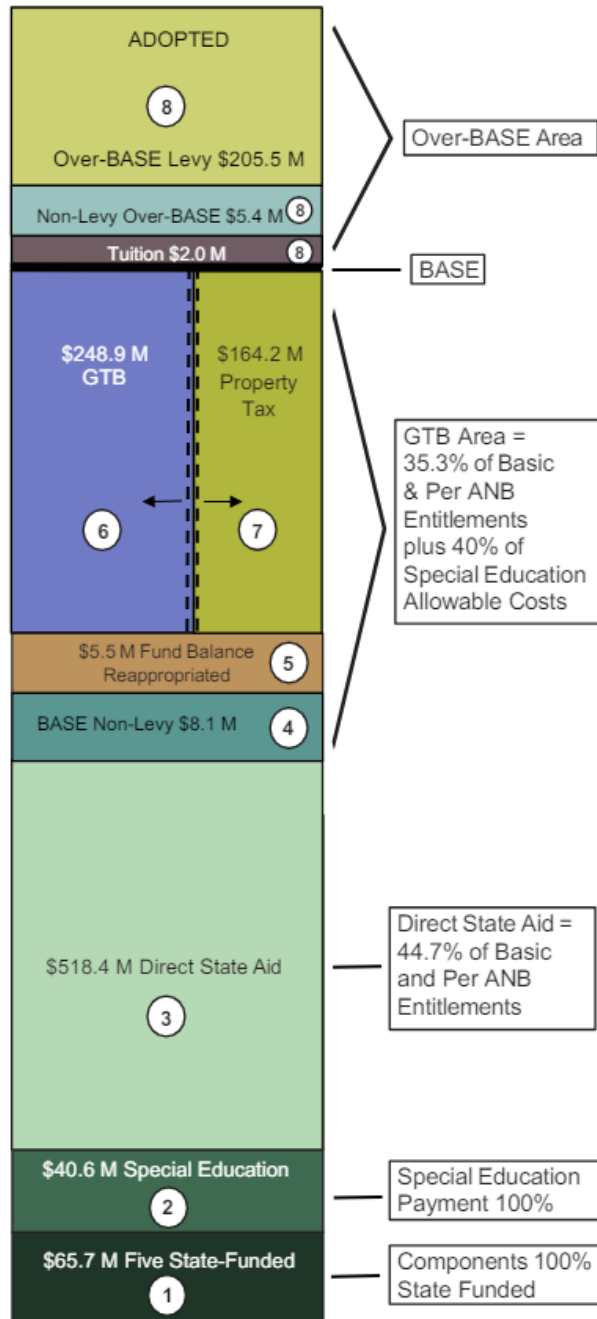 ADOPTED
8
Over-BASE Levy $205.5 M
Non-Levy Over-BASE $5.4 M 8
Tuition $2.0 M 8
Over-BASE Area
BASE
$248.9 M
GTB
6
$164.2 M
Property
Tax
7
GTB Area =
35.3% of Basic
& Per ANB
Entitlements
plus 40% of
Special Education
Allowable Costs
$5.5 M Fund Balance
Reappropriated
5
BASE Non-Levy $8.1 M 4
$518.4 M Direct State Aid
3
Direct State Aid =
44.7% of Basic
and Per ANB
Entitlements
$40.6 M Special Education
2
Special Education
Payment 100%
$65.7 M Five State-Funded
1
Components 100%
State Funded